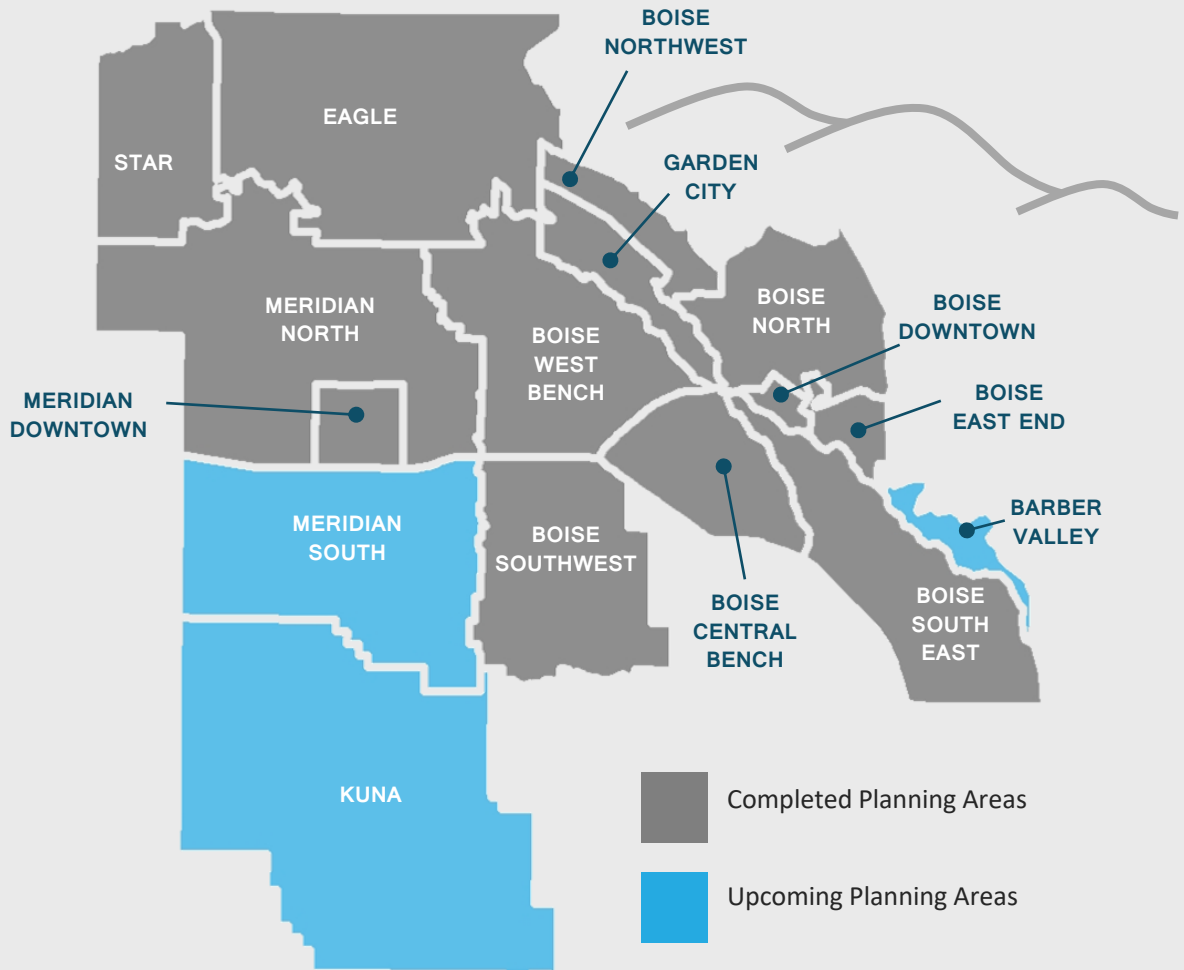 BOISE
NORTHWEST
EAGLE
STAR
GARDEN
CITY
MERIDIAN
NORTH
BOISE
WEST
BENCH
BOISE
NORTH
BOISE
DOWNTOWN
MERIDIAN
DOWNTOWN
BOISE
EAST END
MERIDIAN
SOUTH
BOISE
SOUTHWEST
BARBER
VALLEY
BOISE
CENTRAL
BENCH
BOISE
SOUTH
EAST
KUNA
Completed Planning Areas
Upcoming Planning Areas